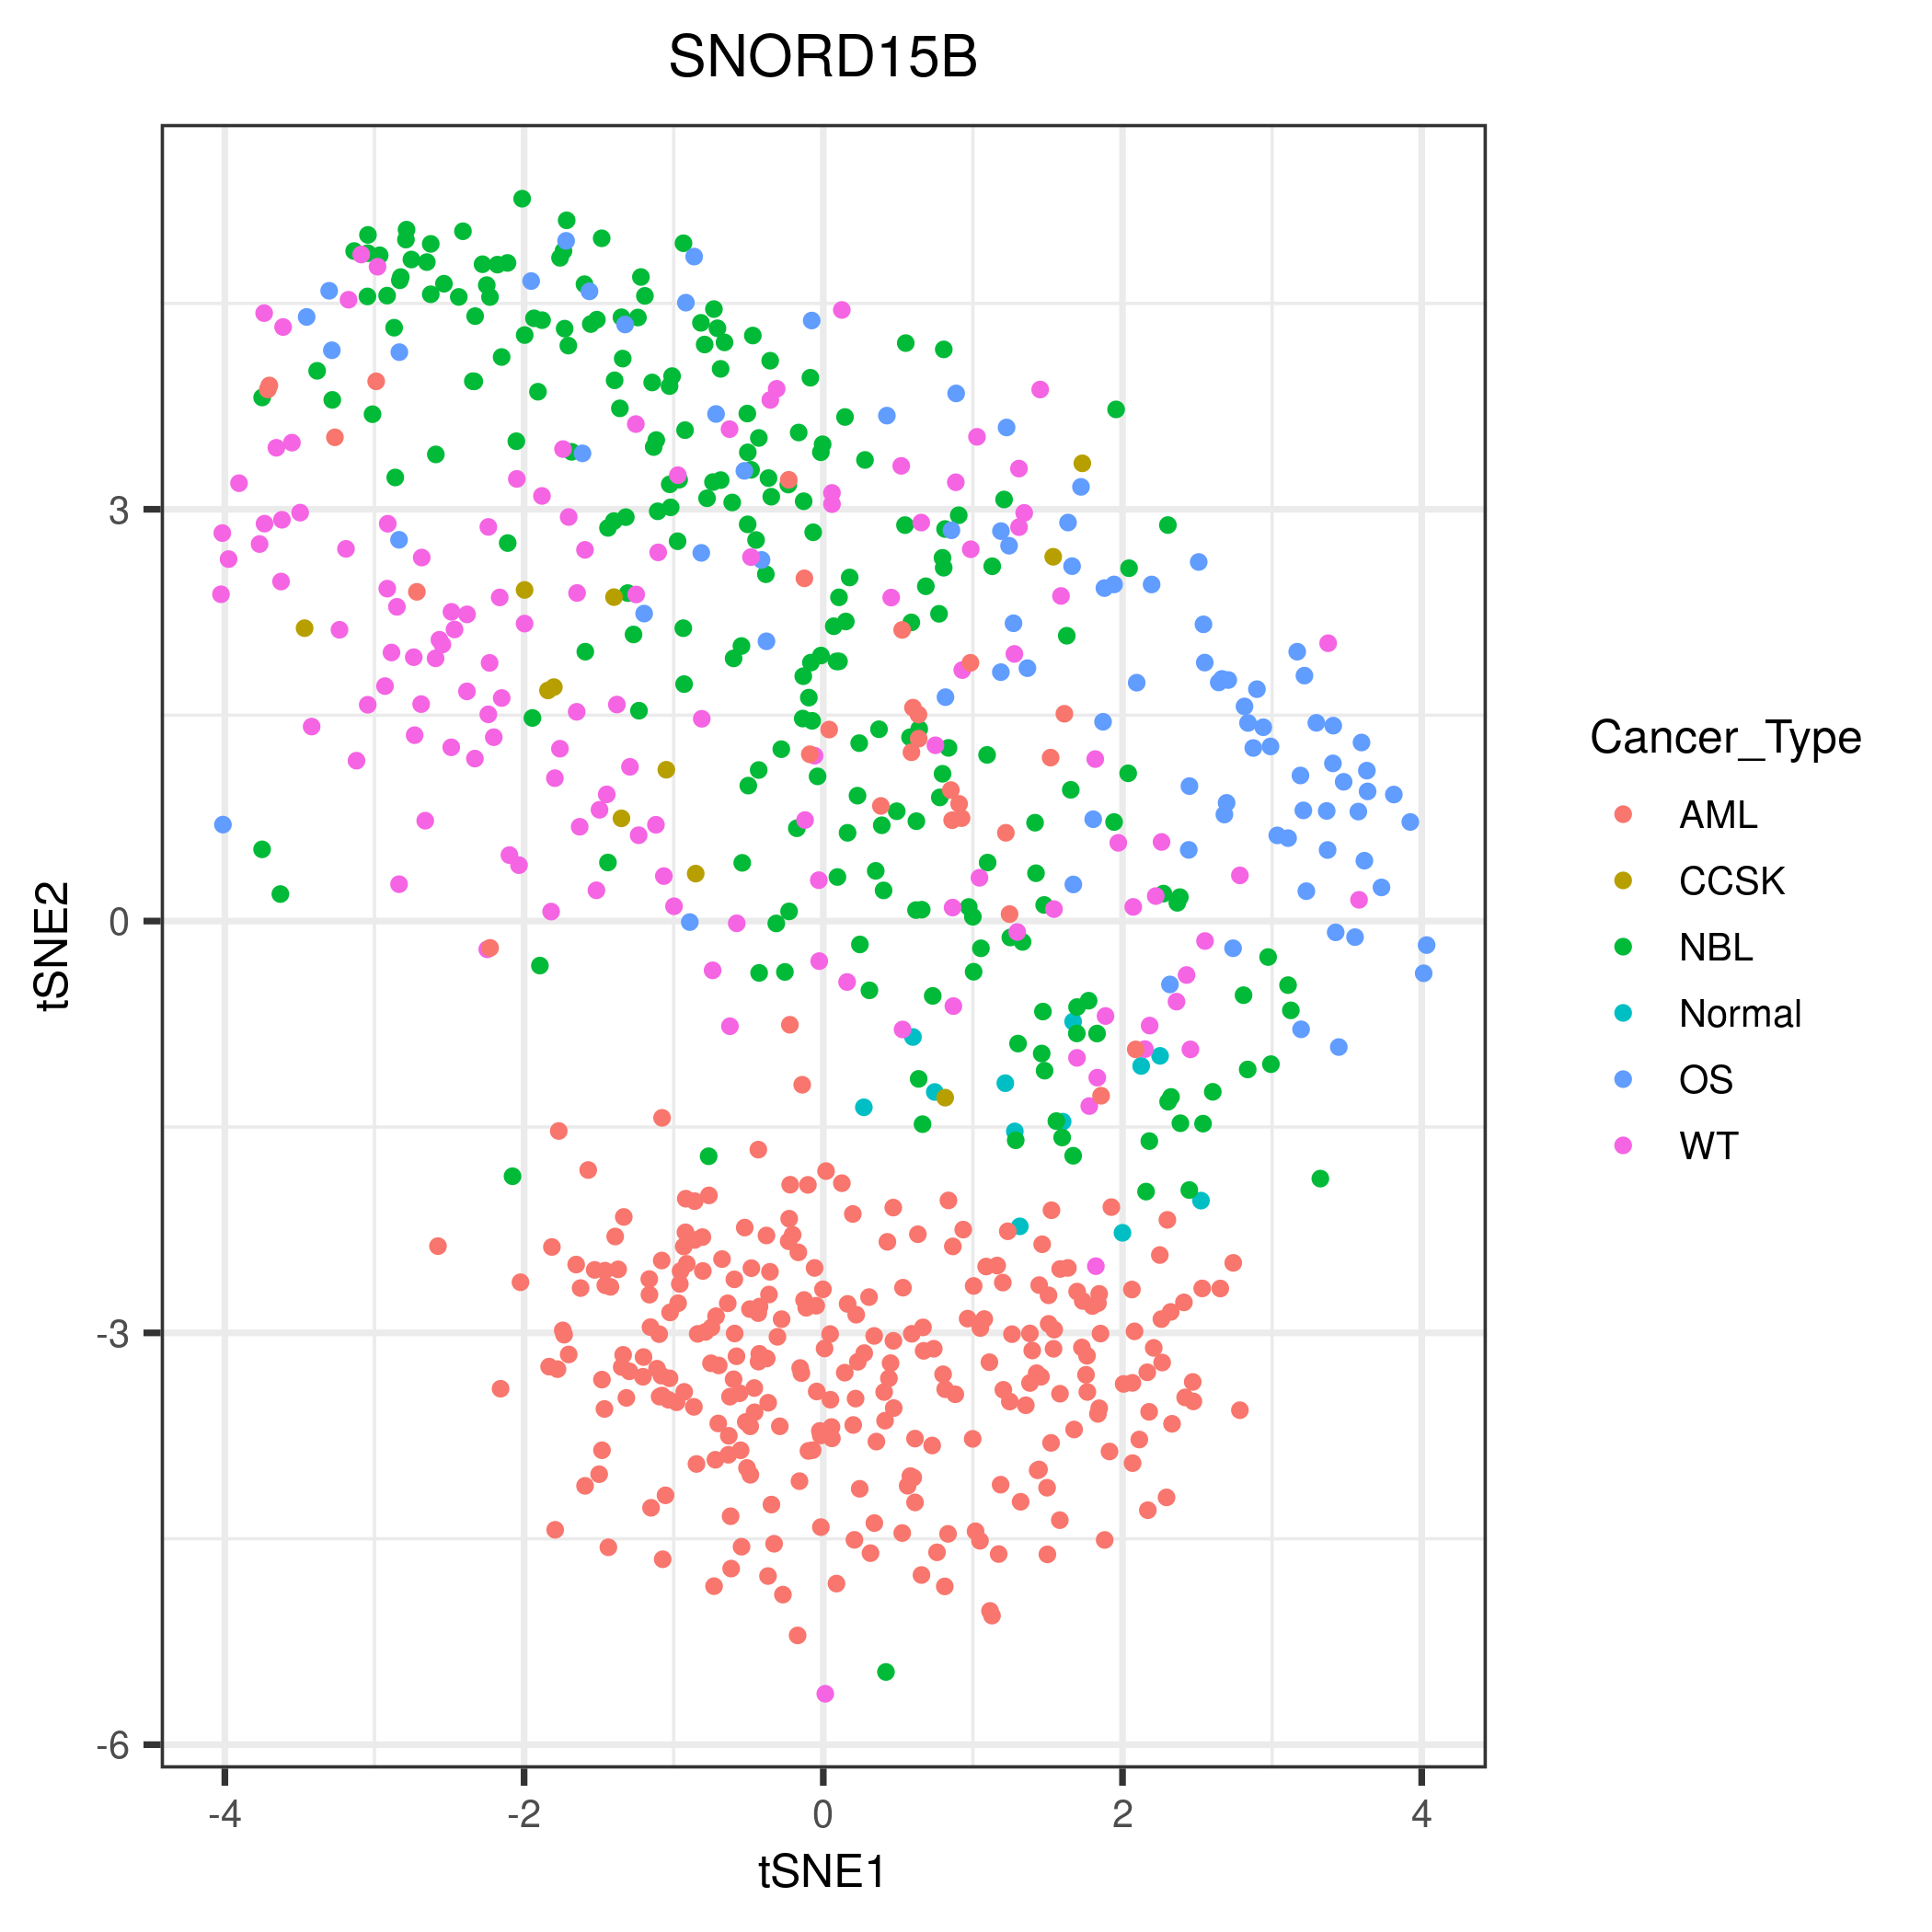 SNORD15B
3
0
-3
-6
-4
-2
0
2
4
tSNE1
tSNE2
Cancer_Type
AML
CCSK
NBL
Normal
OS
WT